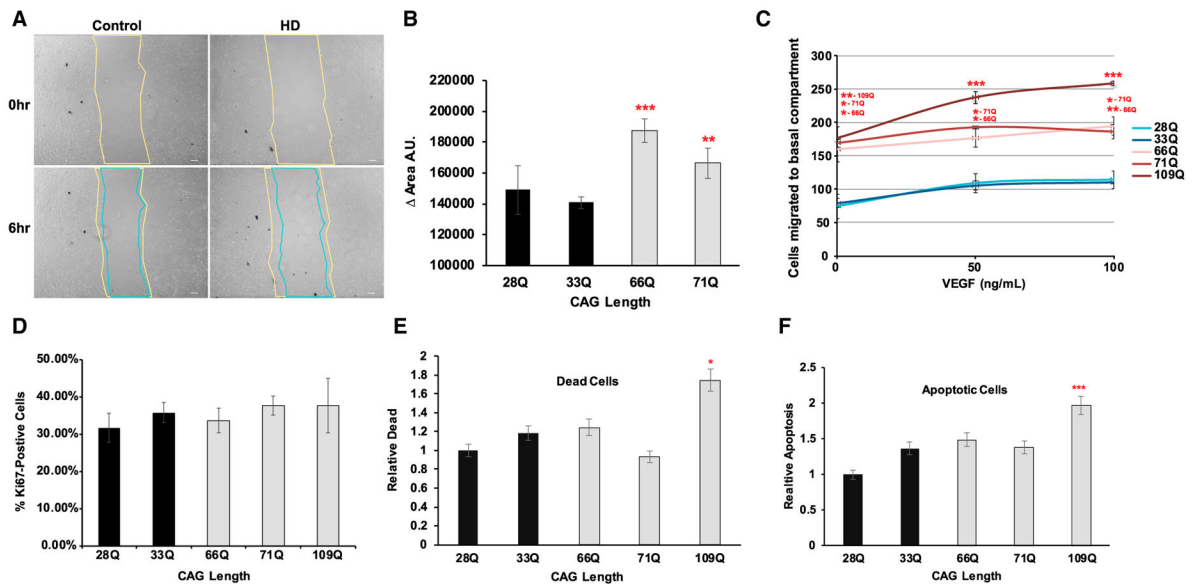 A
Control
HD
0hr
6hr
B
220000
200000
180000
160000
140000
120000
100000
Δ Area A.U.
***
**
28Q
33Q
66Q
71Q
CAG Length
C
300
250
200
150
100
50
0
Cells migrated to basal compartment
**- 109Q
*- 71Q
*- 66Q
***
*- 71Q
*- 66Q
***
*- 71Q
**- 66Q
28Q
33Q
66Q
71Q
109Q
0
50
100
VEGF (ng/mL)
D
50.00%
40.00%
30.00%
20.00%
10.00%
0.00%
% Ki67-Postive Cells
28Q
33Q
66Q
71Q
109Q
CAG Length
E
2
1.8
1.6
1.4
1.2
1
0.8
0.6
0.4
0.2
0
Relative Dead
Dead Cells
*
28Q
33Q
66Q
71Q
109Q
CAG Length
F
2.5
2
1.5
1
0.5
0
Realtive Apoptosis
Apoptotic Cells
***
28Q
33Q
66Q
71Q
109Q
CAG Length